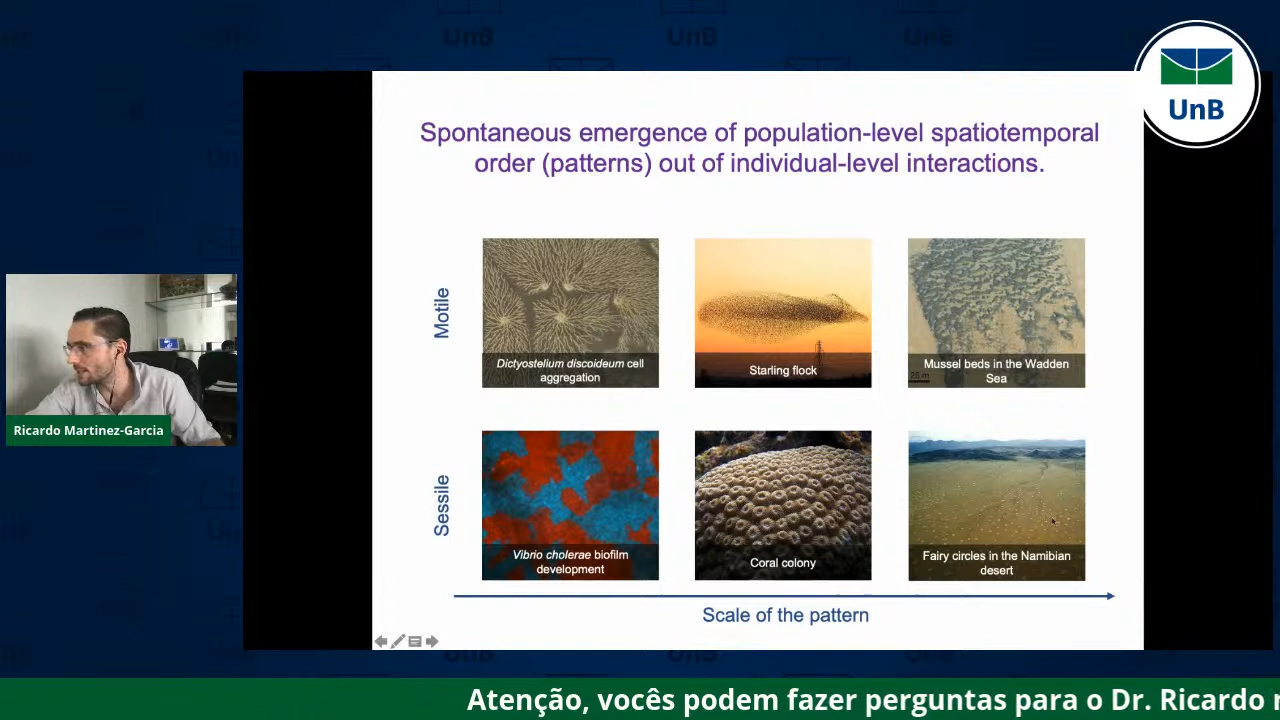 UnB
Spontaneous emergence of population-level spatiotemporal
order (patterns) out of individual-level interactions.
Motile
Dictyostelium discoideum cell
aggregation
Starling flock
Mussel beds in the Wadden
Sea
25 m
Ricardo Martinez-Garcia
Sessile
Vibrio cholerae biofilm
development
Coral colony
Fairy circles in the Namibian
desert
Scale of the pattern
Atenção, vocês podem fazer perguntas para o Dr. Ricardo